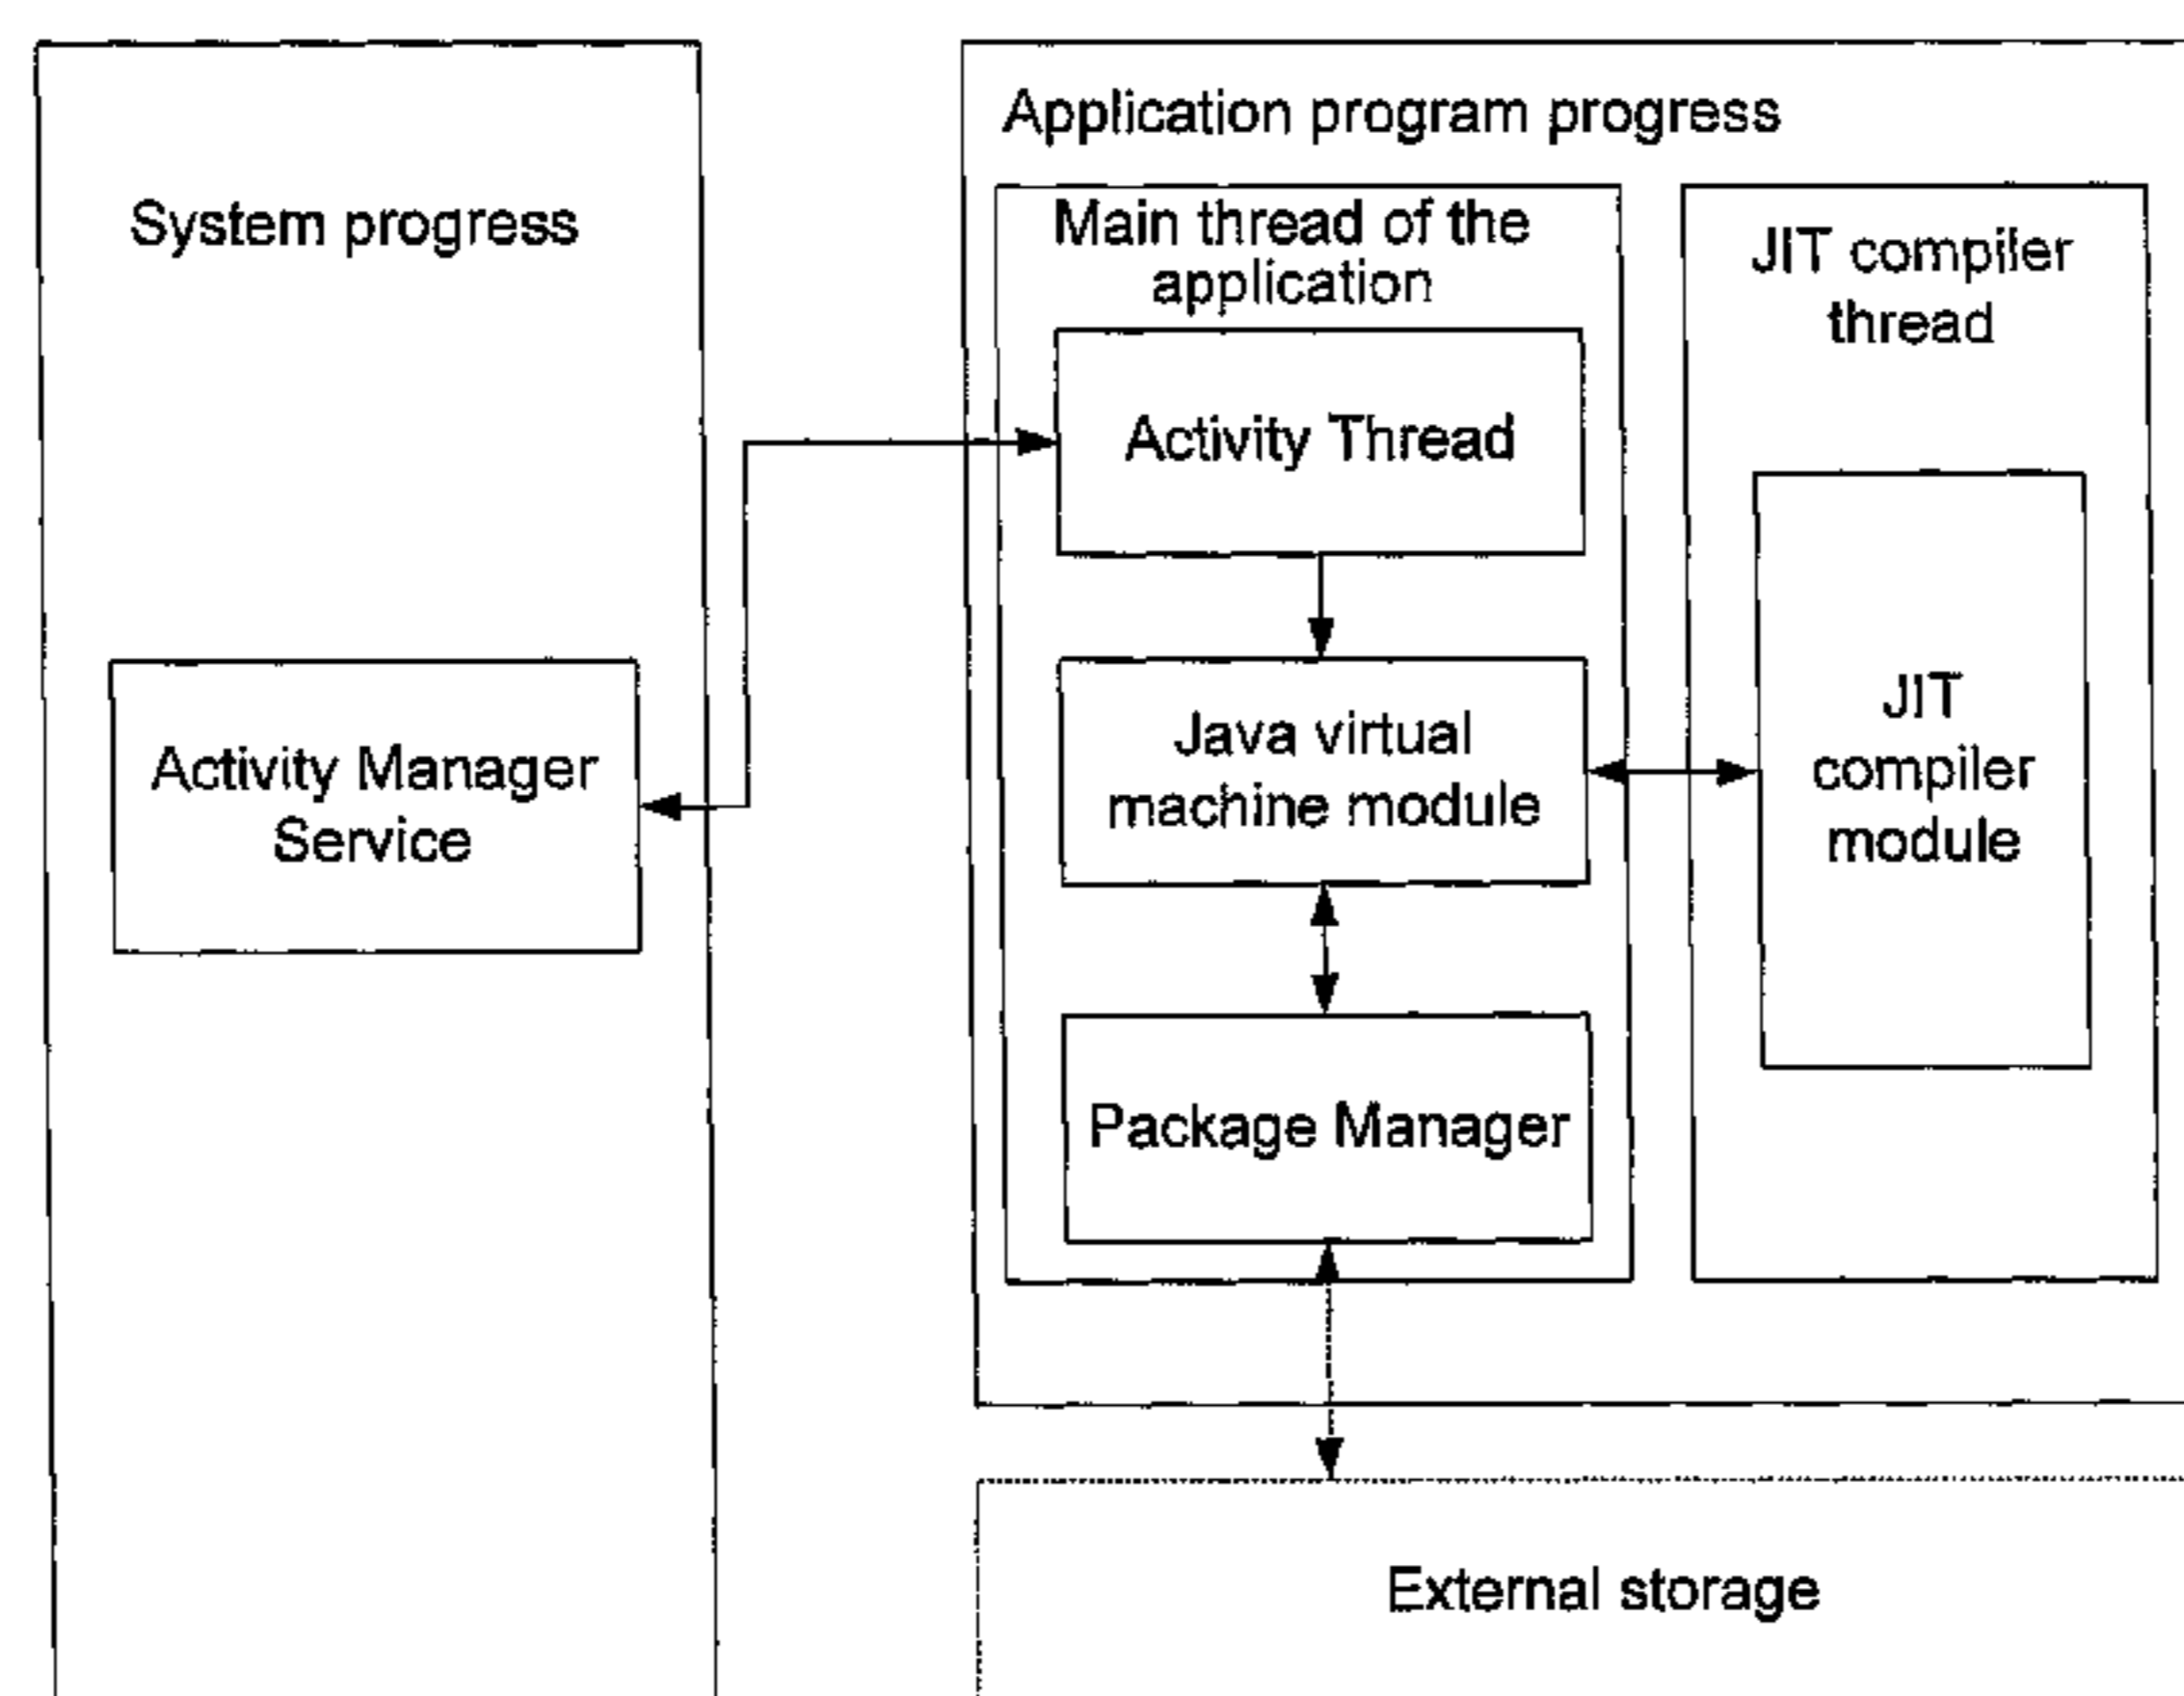 System progress
Activity Manager
Service
Application program progress
Main thread of the
application
Activity Thread
Java virtual
machine module
Package Manager
JIT compiler
thread
JIT
compiler
module
External storage